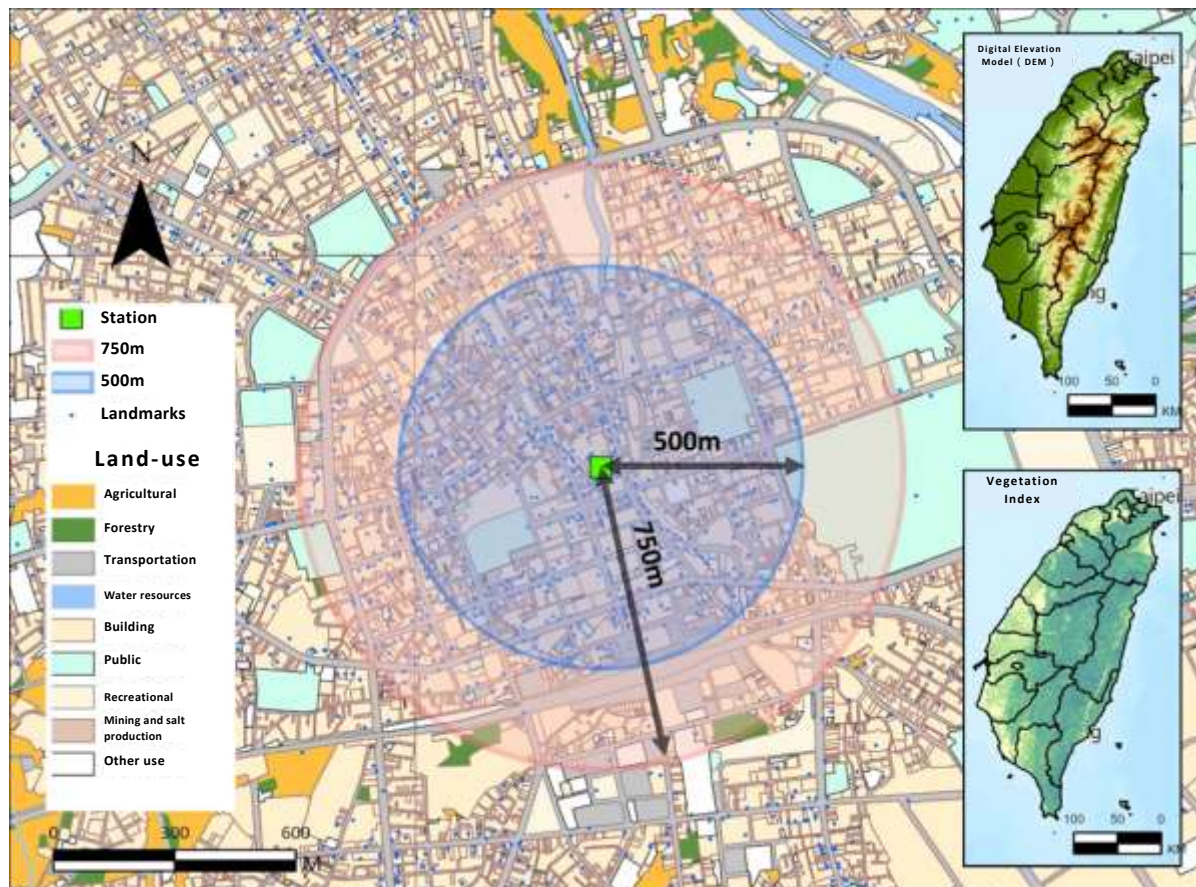 N
Station
750m
500m
Landmarks
Land-use
Agricultural
Forestry
Transportation
Water resources
Building
Public
Recreational
Mining and salt
production
Other use
0 300 600
M
500m
750m
Digital Elevation
Model（DEM）
Taipei
ng
100 50 0
KM
Vegetation
Index
Taipei
ng
100 50 0
KM